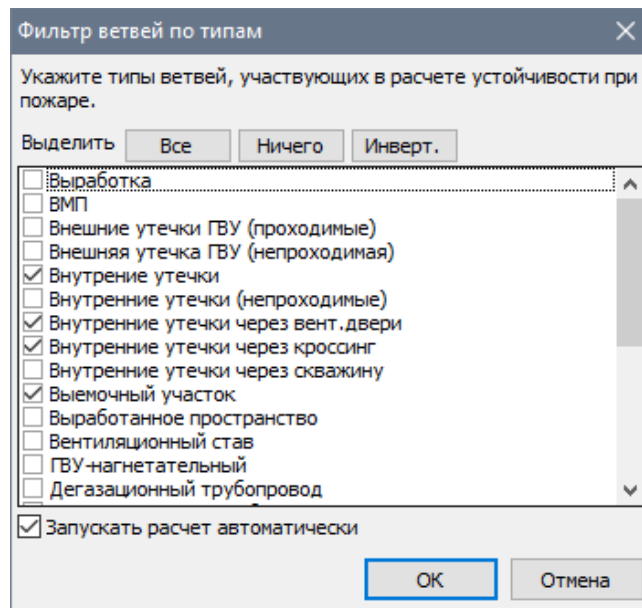 Фильтр ветвей по типам
Укажите типы ветвей, участвующих в расчете устойчивости при
пожаре.
Выделить Все Ничего Инверт.
Выработка
ВМП
Внешние утечки ГВУ (проходимые)
Внешняя утечка ГВУ (непроходимая)
Внутрение утечки
Внутренние утечки (непроходимые)
Внутренние утечки через вент.двери
Внутренние утечки через кроссинг
Внутренние утечки через скважину
Выемочный участок
Выработанное пространство
Вентиляционный став
ГВУ-нагнетательный
Дегазационный трубопровод
Запускать расчет автоматически
ОК Отмена